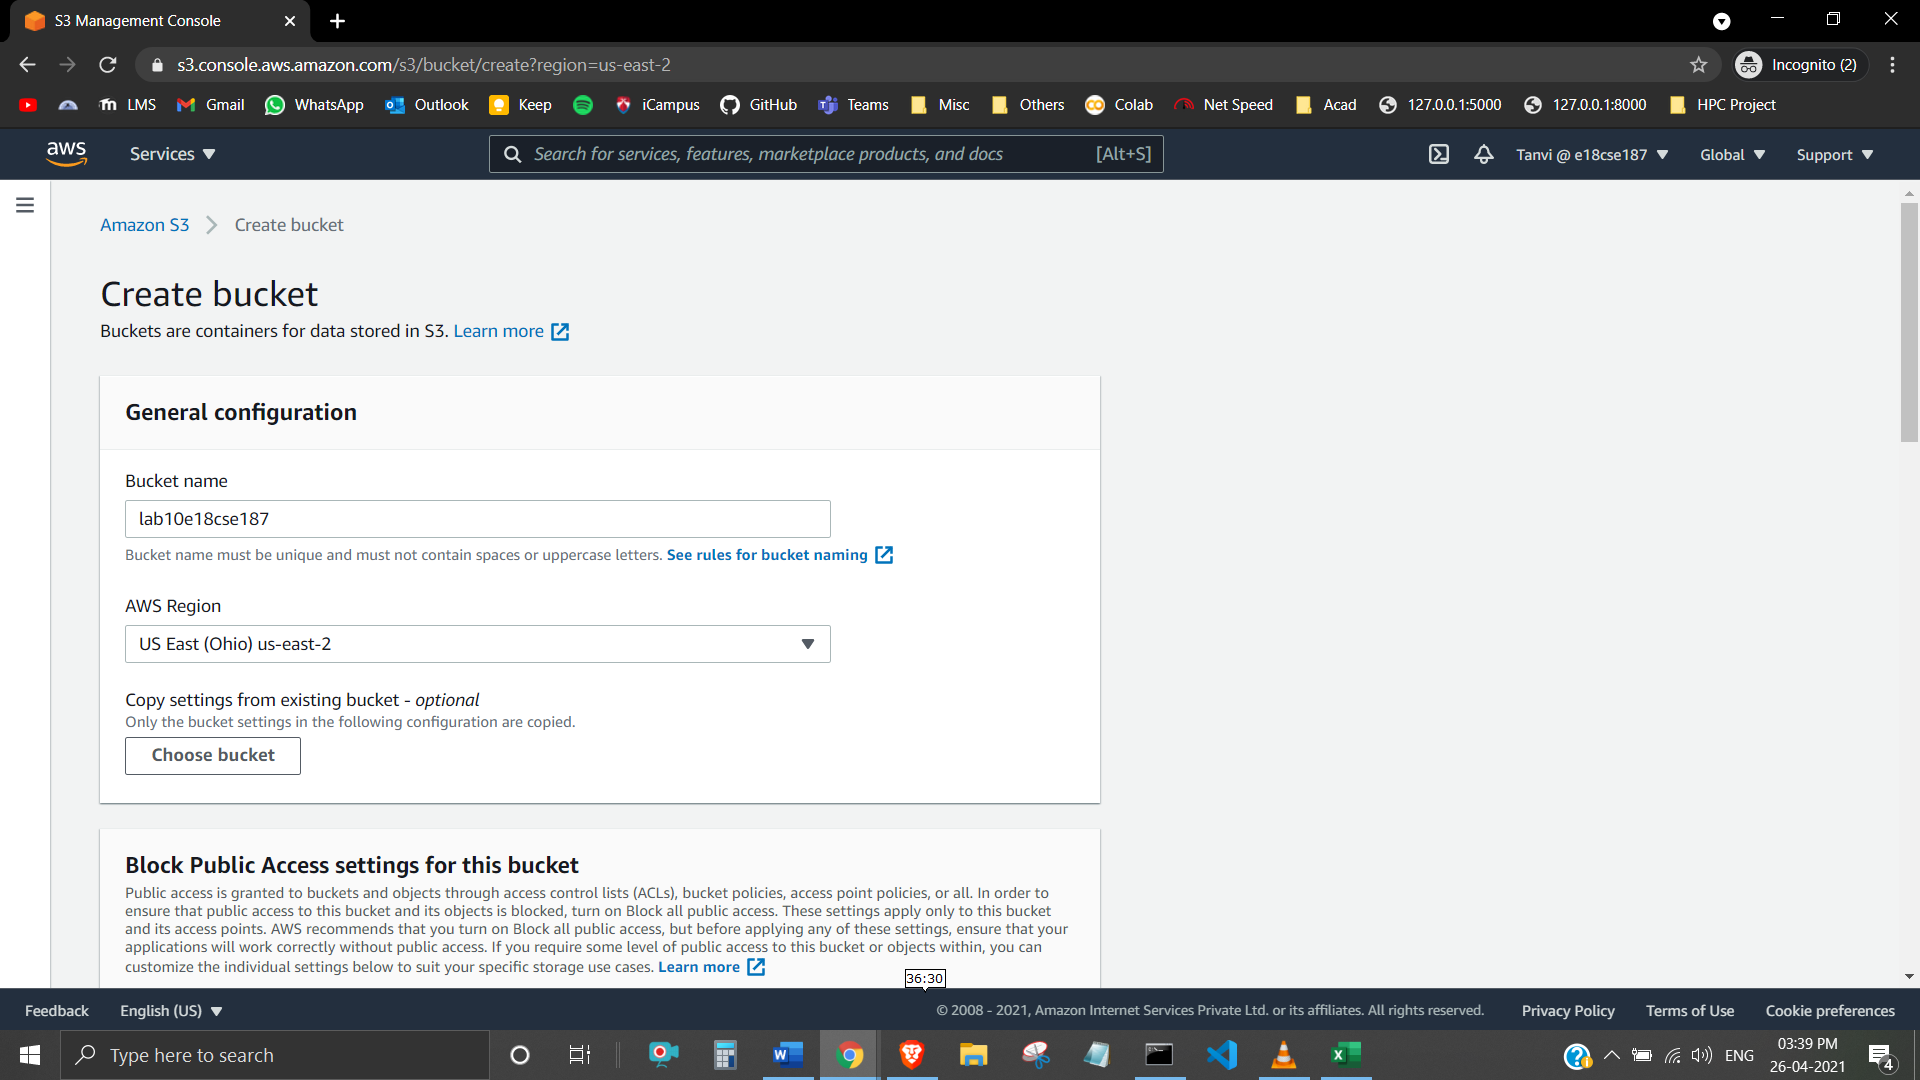 S3 Management Console
s3.console.aws.amazon.com/s3/bucket/create?region=us-east-2
Incognito (2)
LMS Gmail WhatsApp Outlook Keep iCampus GitHub Teams Misc Others Colab Net Speed Acad 127.0.0.1:5000 127.0.0.1:8000 HPC Project
aws Services Search for services, features, marketplace products, and docs [Alt+S] Tanvi @ e18cse187 Global Support
Amazon S3 Create bucket
Create bucket
Buckets are containers for data stored in S3. Learn more
General configuration
Bucket name
lab10e18cse187
Bucket name must be unique and must not contain spaces or uppercase letters. See rules for bucket naming
AWS Region
US East (Ohio) us-east-2
Copy settings from existing bucket - optional
Only the bucket settings in the following configuration are copied.
Choose bucket
Block Public Access settings for this bucket
Public access is granted to buckets and objects through access control lists (ACLs), bucket policies, access point policies, or all. In order to
ensure that public access to this bucket and its objects is blocked, turn on Block all public access. These settings apply only to this bucket
and its access points. AWS recommends that you turn on Block all public access, but before applying any of these settings, ensure that your
applications will work correctly without public access. If you require some level of public access to this bucket or objects within, you can
customize the individual settings below to suit your specific storage use cases. Learn more
36:30
Feedback English (US) © 2008 - 2021, Amazon Internet Services Private Ltd. or its affiliates. All rights reserved. Privacy Policy Terms of Use Cookie preferences
Type here to search
ENG
03:39 PM
26-04-2021
4